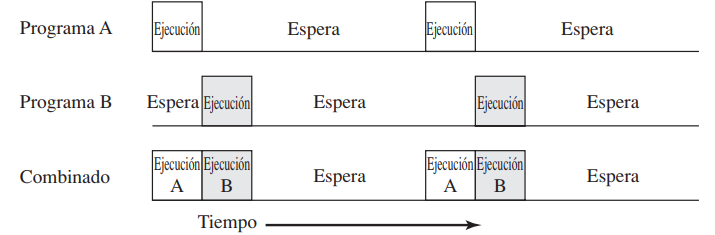 Programa A Ejecución Espera Ejecución Espera
Programa B Espera Ejecución Espera Ejecución Espera
Combinado Ejecución A Ejecución B Espera Ejecución A Ejecución B Espera
Tiempo